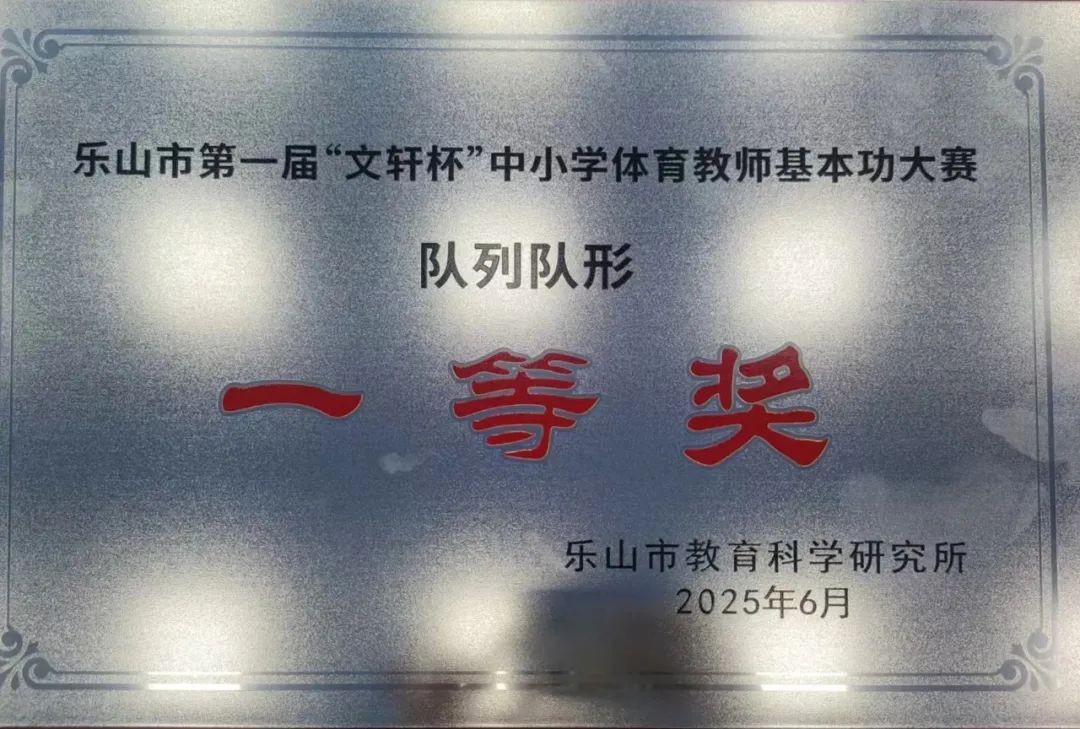 乐山市第一届“文轩杯”中小学体育教师基本功大赛
队列队形
一等奖
乐山市教育科学研究所
2025年6月